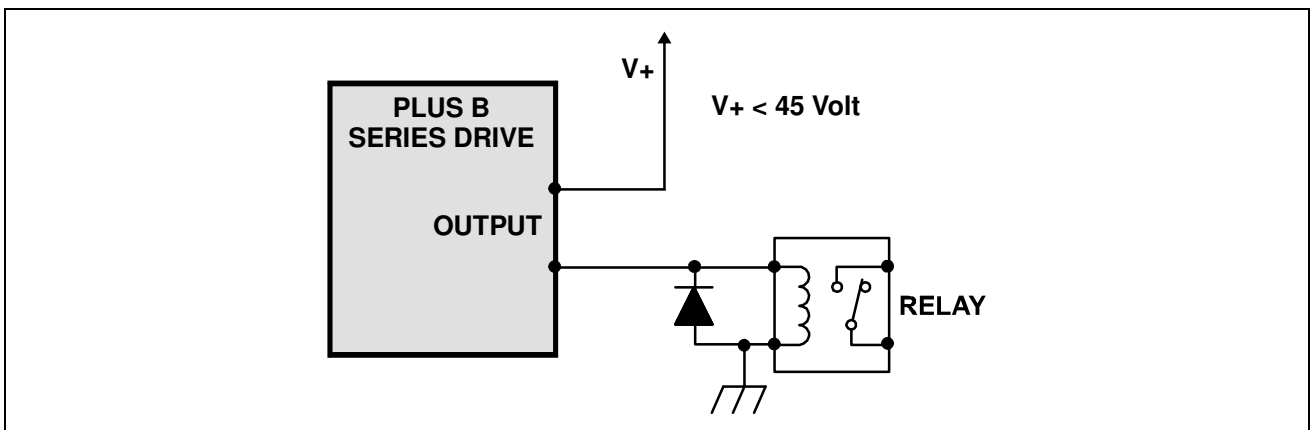 V+
V+ < 45 Volt
PLUS B
SERIES DRIVE
OUTPUT
RELAY